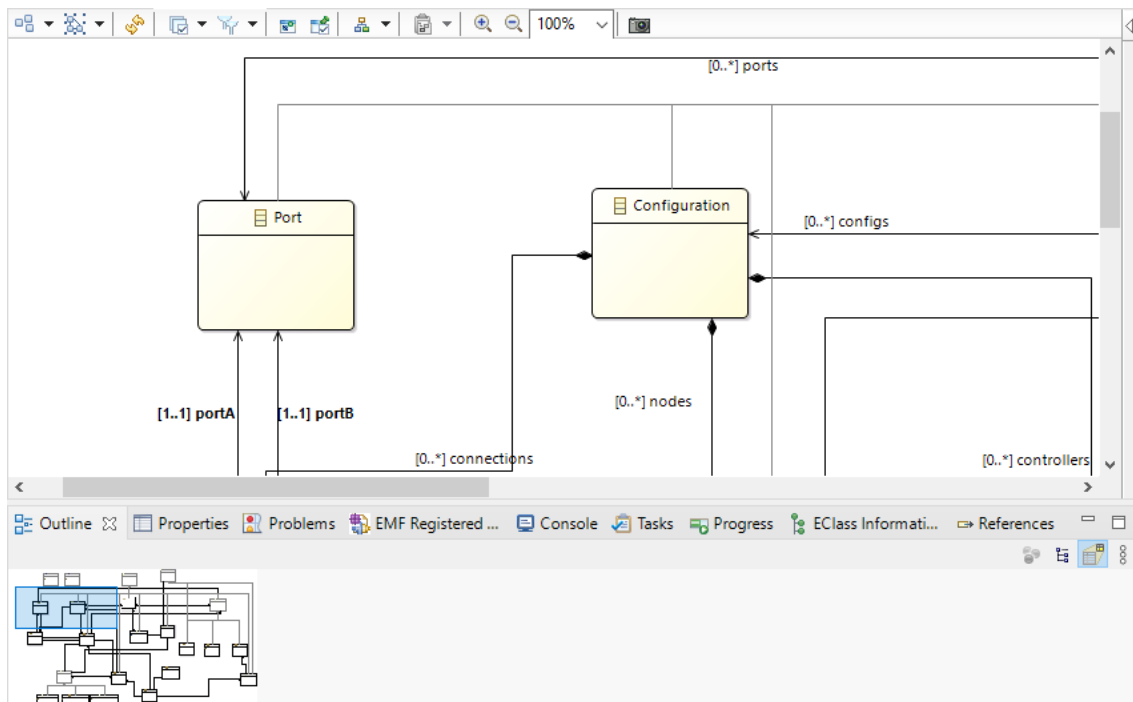 100%
[0..*] ports
Port
Configuration
[0..*] configs
[1..1] portA
[1..1] portB
[0..*] nodes
[0..*] connections
[0..*] controllers
Outline
Properties
Problems
EMF Registered ...
Console
Tasks
Progress
EClass Informati...
References